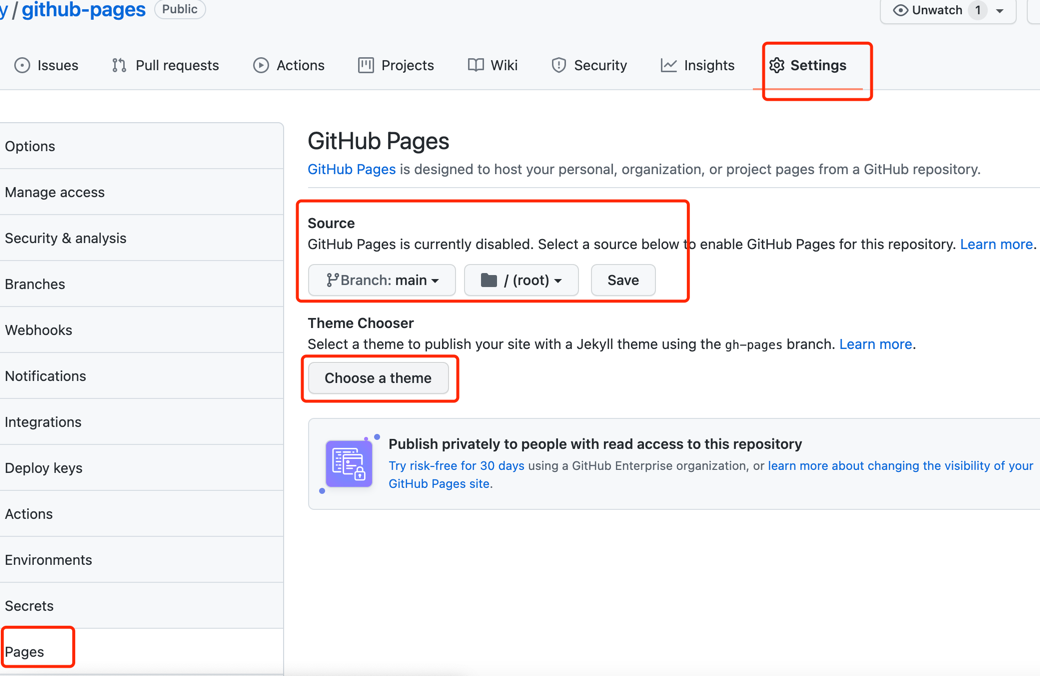 / github-pages Public
Unwatch 1
Issues Pull requests Actions Projects Wiki Security Insights Settings
Options
Manage access
Security & analysis
Branches
Webhooks
Notifications
Integrations
Deploy keys
Actions
Environments
Secrets
Pages
GitHub Pages
GitHub Pages is designed to host your personal, organization, or project pages from a GitHub repository.
Source
GitHub Pages is currently disabled. Select a source below to enable GitHub Pages for this repository. Learn more.
Branch: main / (root) Save
Theme Chooser
Select a theme to publish your site with a Jekyll theme using the gh-pages branch. Learn more.
Choose a theme
Publish privately to people with read access to this repository
Try risk-free for 30 days using a GitHub Enterprise organization, or learn more about changing the visibility of your
GitHub Pages site.